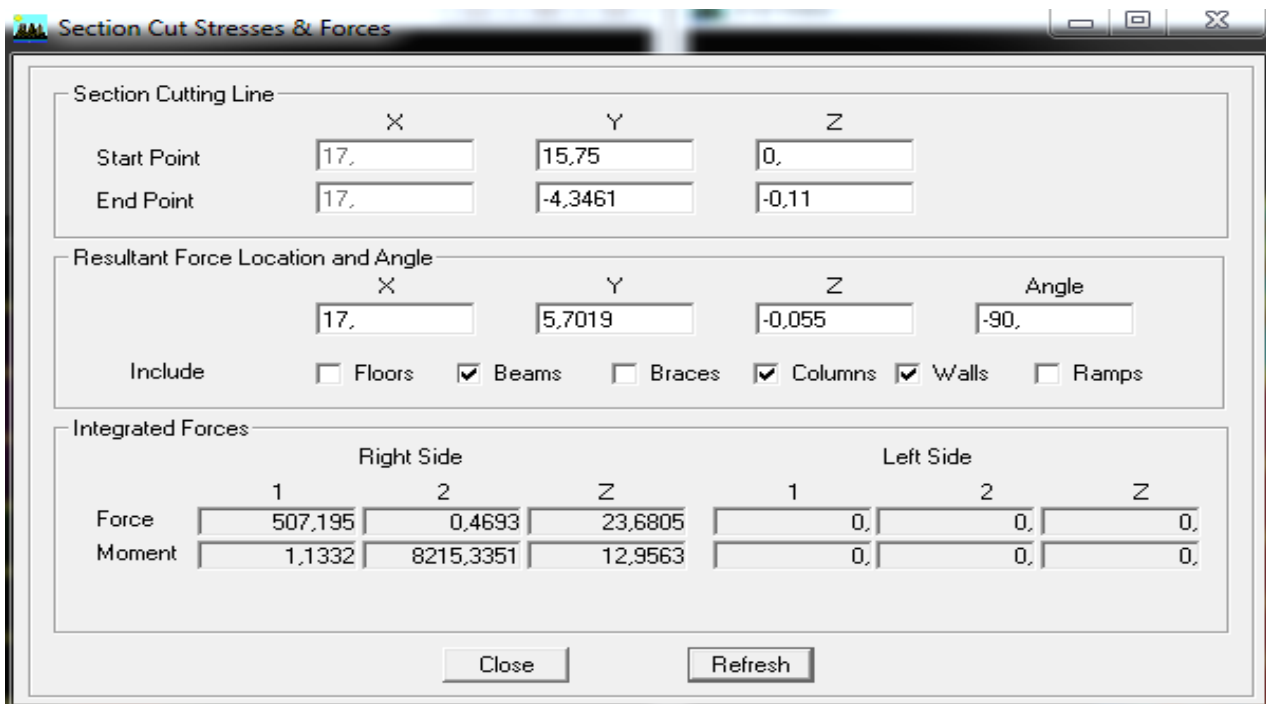 Section Cut Stresses & Forces
Section Cutting Line
X Y Z
Start Point 17, 15,75 0,
End Point 17, -4,3461 -0,11
Resultant Force Location and Angle
X Y Z Angle
17, 5,7019 -0,055 -90,
Include Floors Beams Braces Columns Walls Ramps
Integrated Forces
Right Side Left Side
1 2 Z 1 2 Z
Force 507,195 0,4693 23,6805 0, 0, 0,
Moment 1,1332 8215,3351 12,9563 0, 0, 0,
Close Refresh